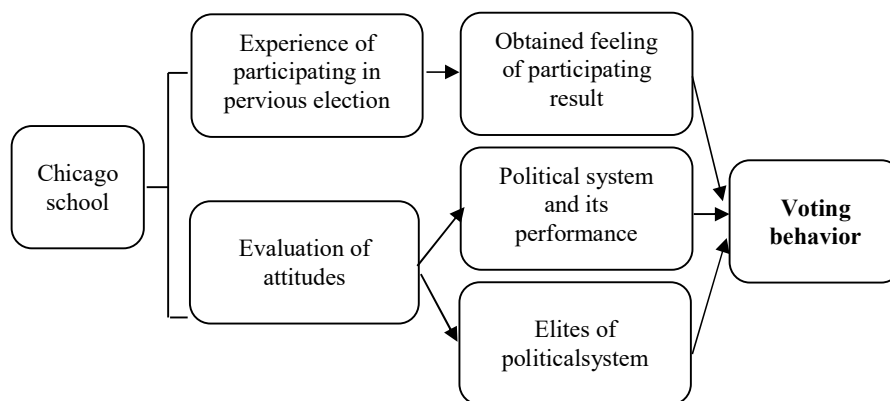 Chicago
school
Experience of
participating in
pervious election
Obtained feeling
of participating
result
Evaluation of
attitudes
Political system
and its
performance
Elites of
politicalsystem
Voting
behavior